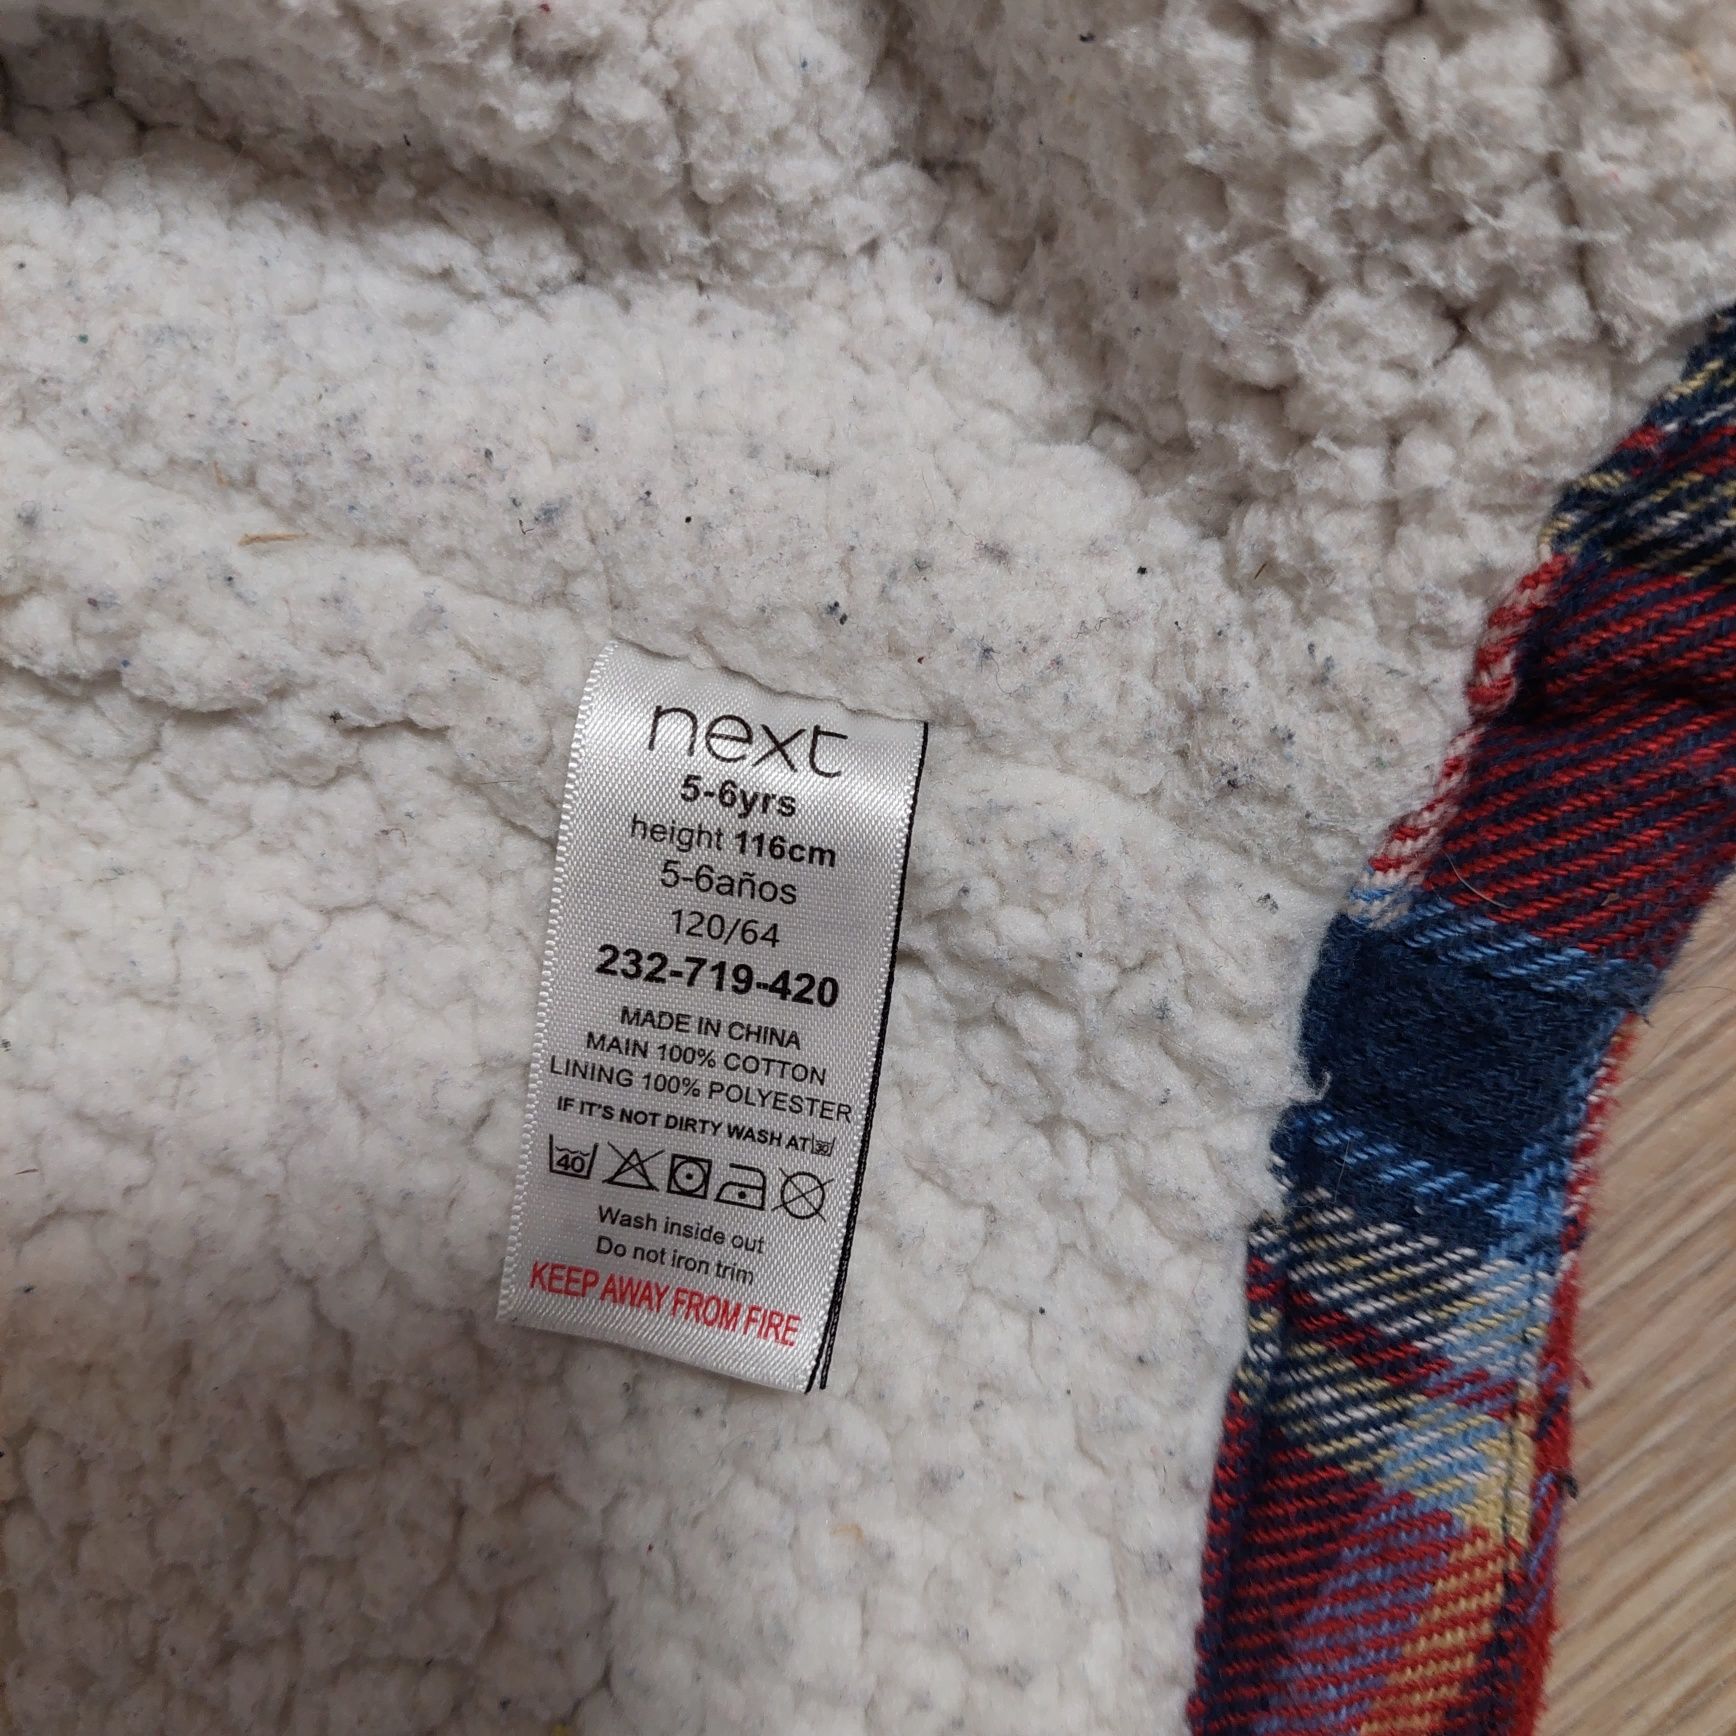 next
5-6yrs
height 116cm
5-6años
120/64
232-719-420
MADE IN CHINA
MAIN 100% COTTON
LINING 100% POLYESTER
IF IT'S NOT DIRTY WASH AT 30
40
Wash inside out
Do not iron trim
KEEP AWAY FROM FIRE